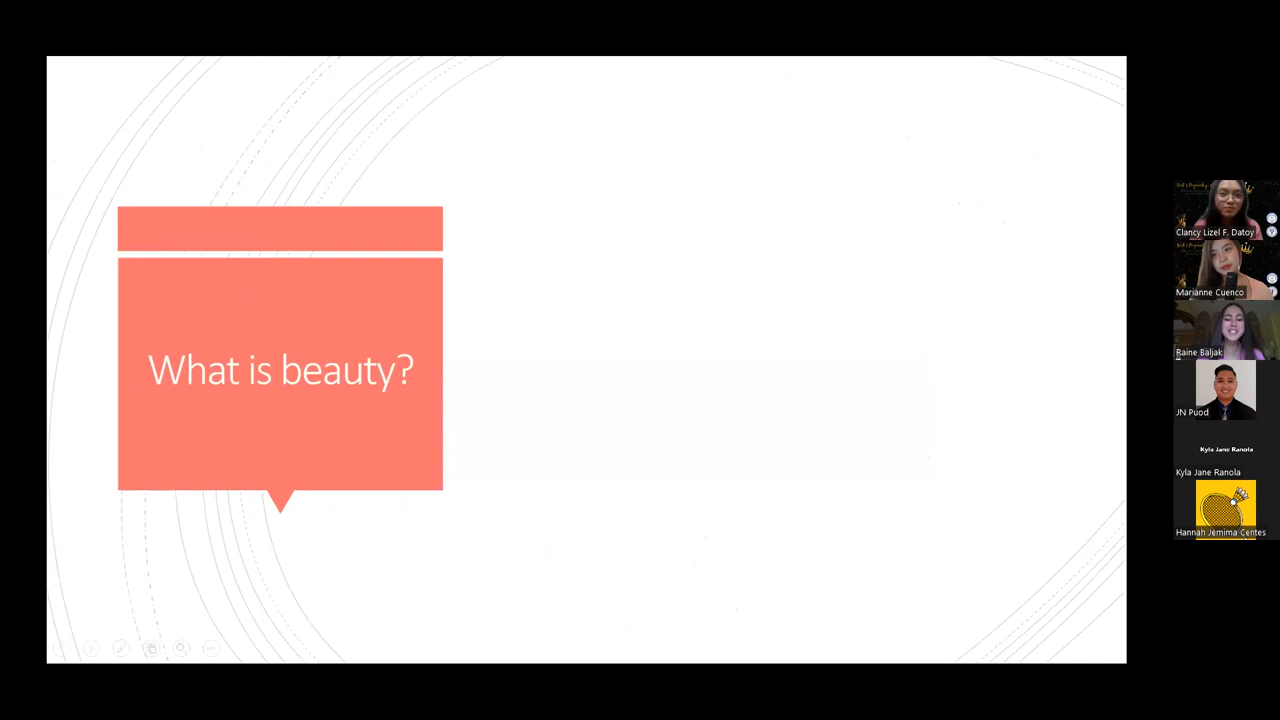 What is beauty?
Clancy Lizel F. Datoy
Marianne Cuenco
Raine Baljak
JN Puod
Kyla Jane Ranola
Kyla Jane Ranola
Hannah Jemima Centes